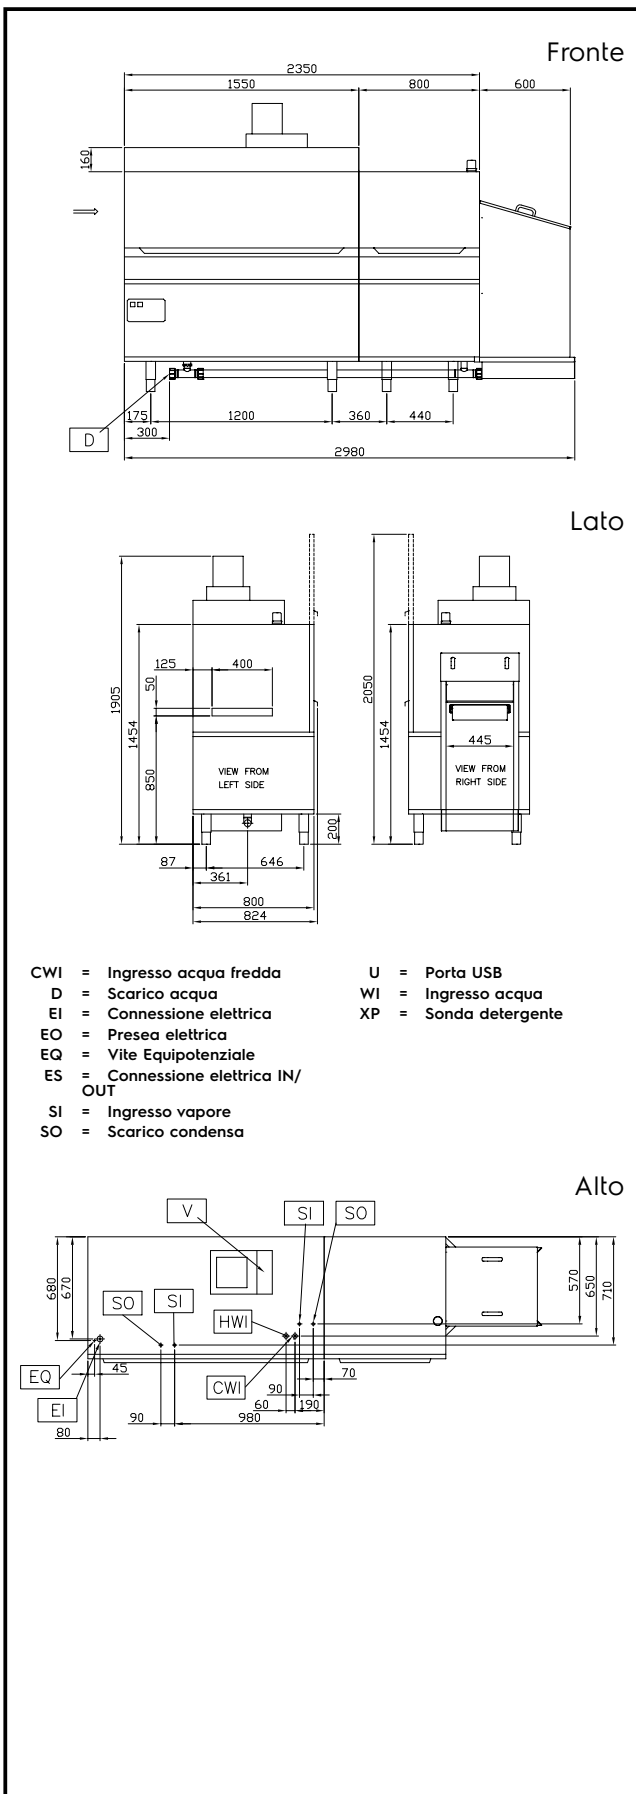 Fronte
2350
1550 800 600
160
175 1200 360 440
D 300
2980
Lato
125 400
50
1905
1454
850
VIEW FROM
LEFT SIDE
200
87 646
361
800
824
2050
1454
445
VIEW FROM
RIGHT SIDE
CWI = Ingresso acqua fredda
D = Scarico acqua
EI = Connessione elettrica
EO = Presea elettrica
EQ = Vite Equipotenziale
ES = Connessione elettrica IN/
OUT
SI = Ingresso vapore
SO = Scarico condensa
U = Porta USB
WI = Ingresso acqua
XP = Sonda detergente
Alto
V SI SO
680 670
570 650 710
SO SI HWI
EQ 45 CWI 70
EI 90
60 190
90 980
80